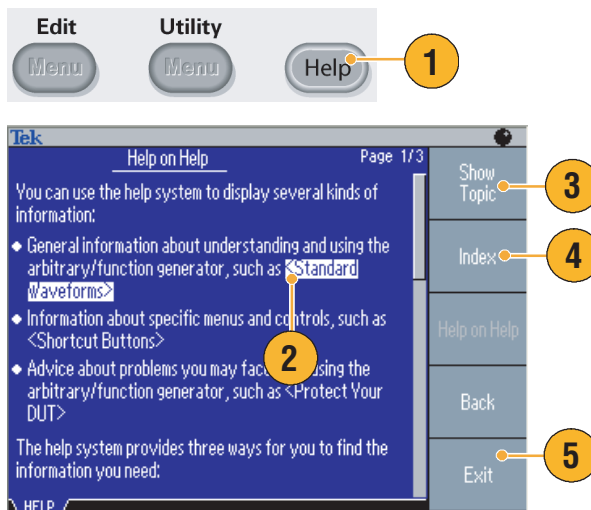 Edit Utility
Menu Menu Help 1
Tek
Help on Help Page 1/3
You can use the help system to display several kinds of
information:
◆ General information about understanding and using the
arbitrary/function generator, such as <Standard
Waveforms>
◆ Information about specific menus and controls, such as
<Shortcut Buttons>
2
◆ Advice about problems you may face using the
arbitrary/function generator, such as <Protect Your
DUT>
The help system provides three ways for you to find the
information you need:
HELP
Show
Topic
3
Index
4
Help on Help
Back
Exit
5